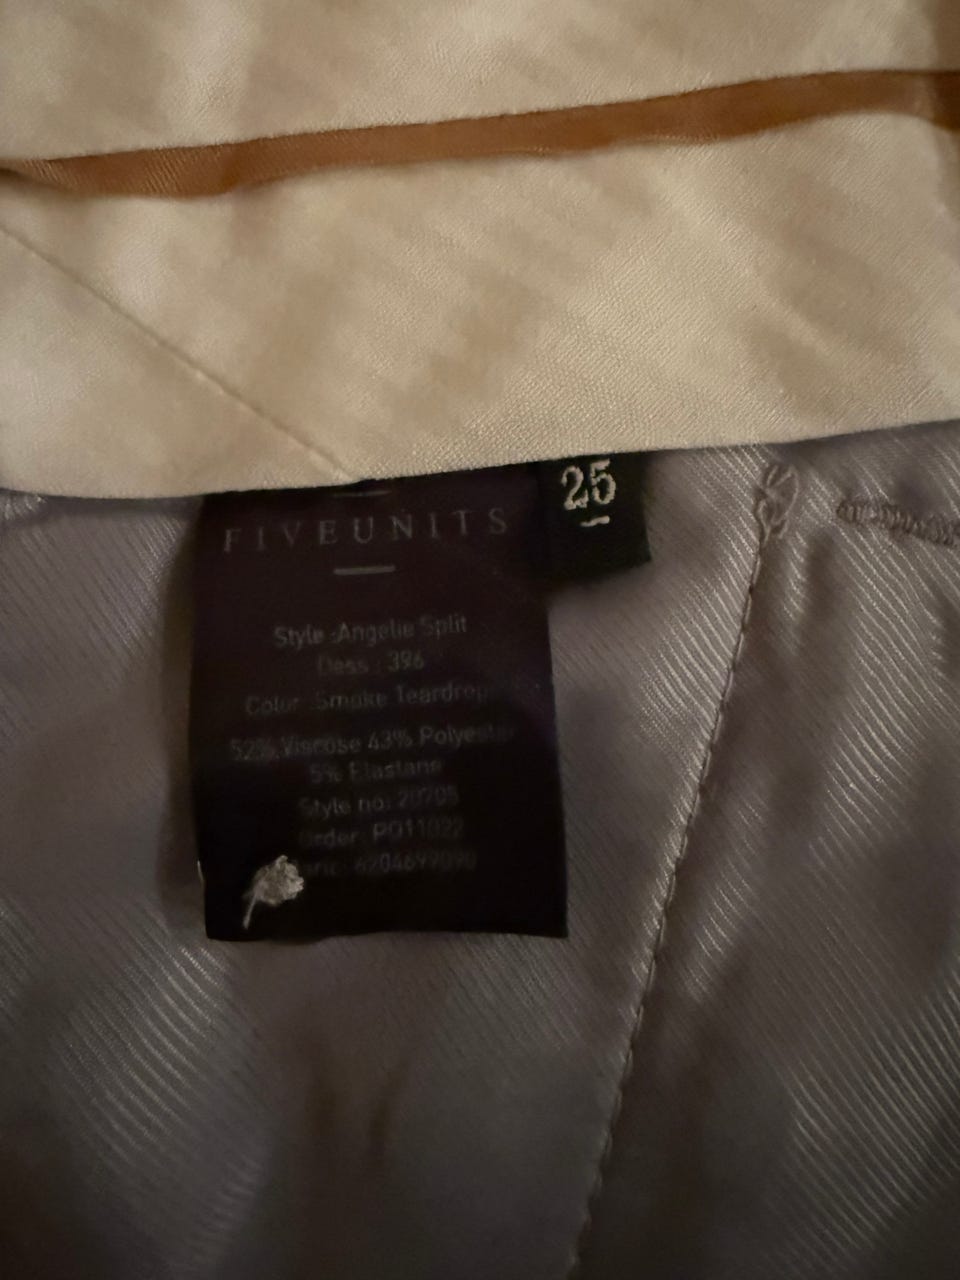 FIVEUNITS
25
Style :Angelie Split
Dess : 396
Color :Smoke Teardrop
52% Viscose 43% Polyester
5% Elastane
Style no: 20705
Order: PO11022